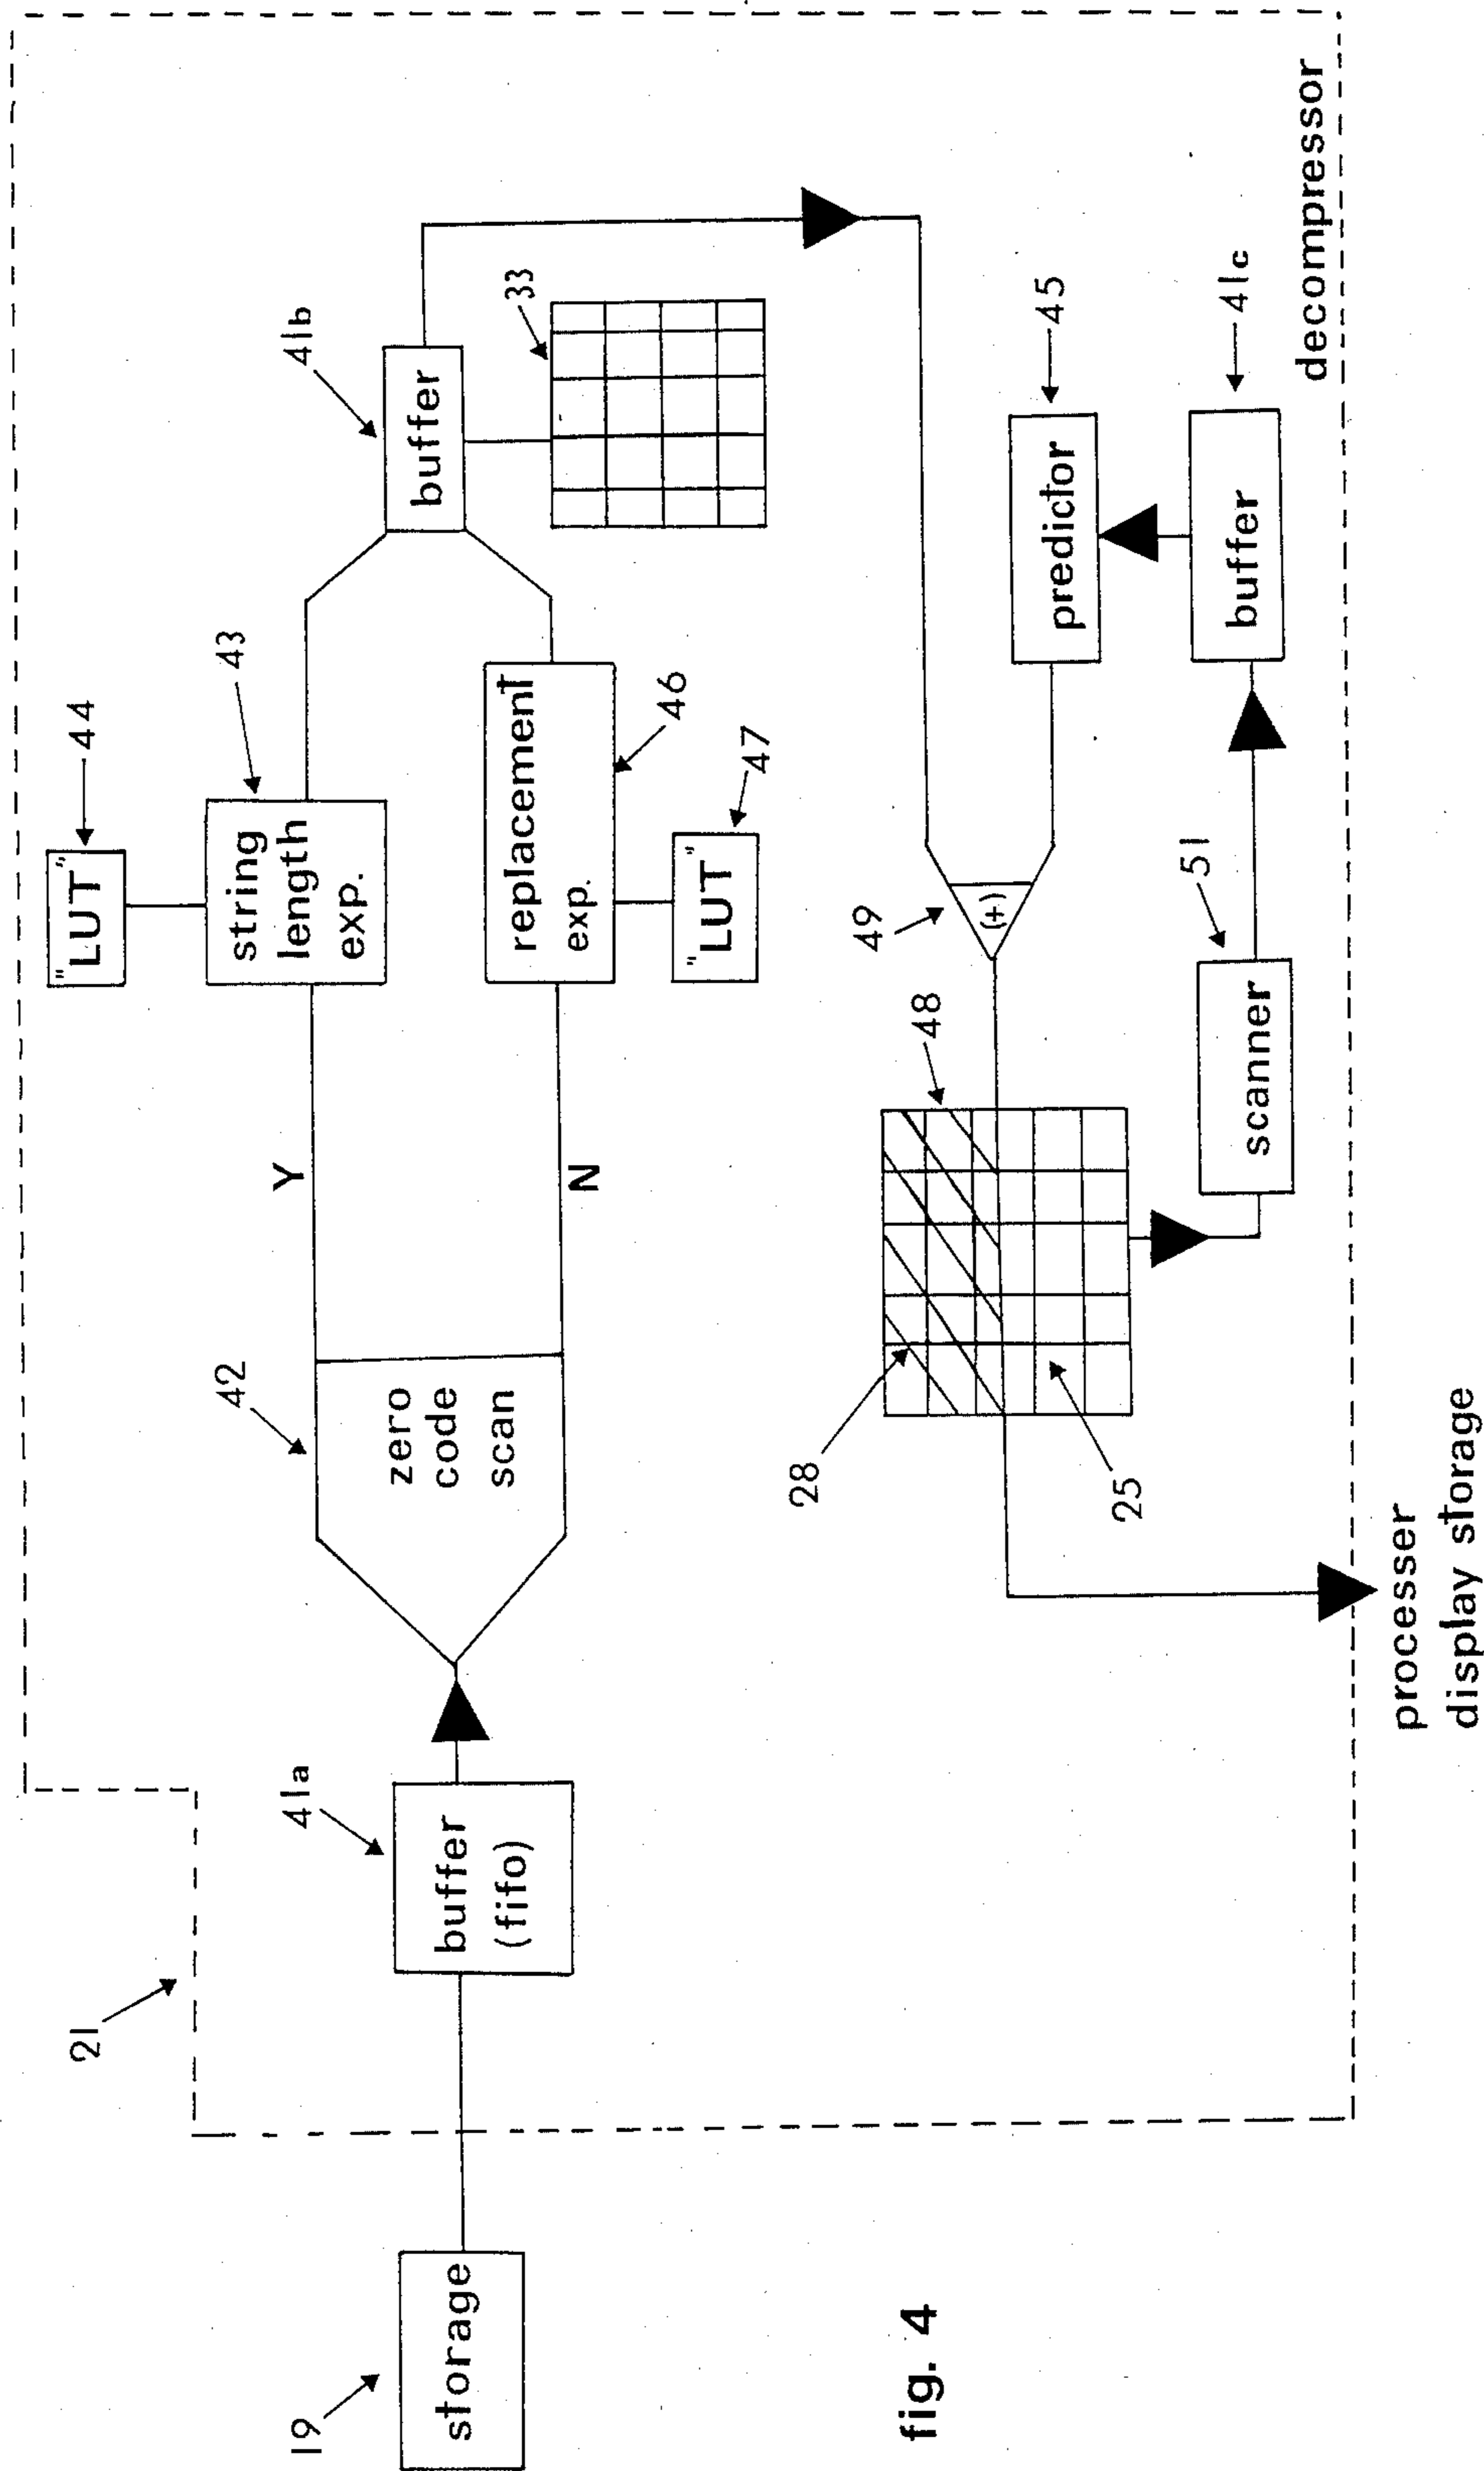 21
44
"LUT"
43
string
length
exp.
41b
buffer
42
zero
code
scan
Y
N
replacement
exp.
46
"LUT"
47
33
19
storage
41a
buffer
(fifo)
49
(+)
48
28
25
predictor
45
51
scanner
buffer
41c
decompressor
processer
display storage
fig. 4